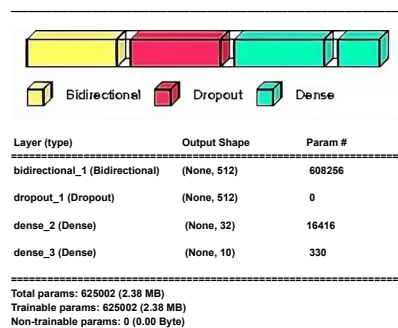 Bidirectional Dropout Dense
Layer (type) Output Shape Param #
=================================================================
bidirectional_1 (Bidirectional) (None, 512) 608256
dropout_1 (Dropout) (None, 512) 0
dense_2 (Dense) (None, 32) 16416
dense_3 (Dense) (None, 10) 330
=================================================================
Total params: 625002 (2.38 MB)
Trainable params: 625002 (2.38 MB)
Non-trainable params: 0 (0.00 Byte)